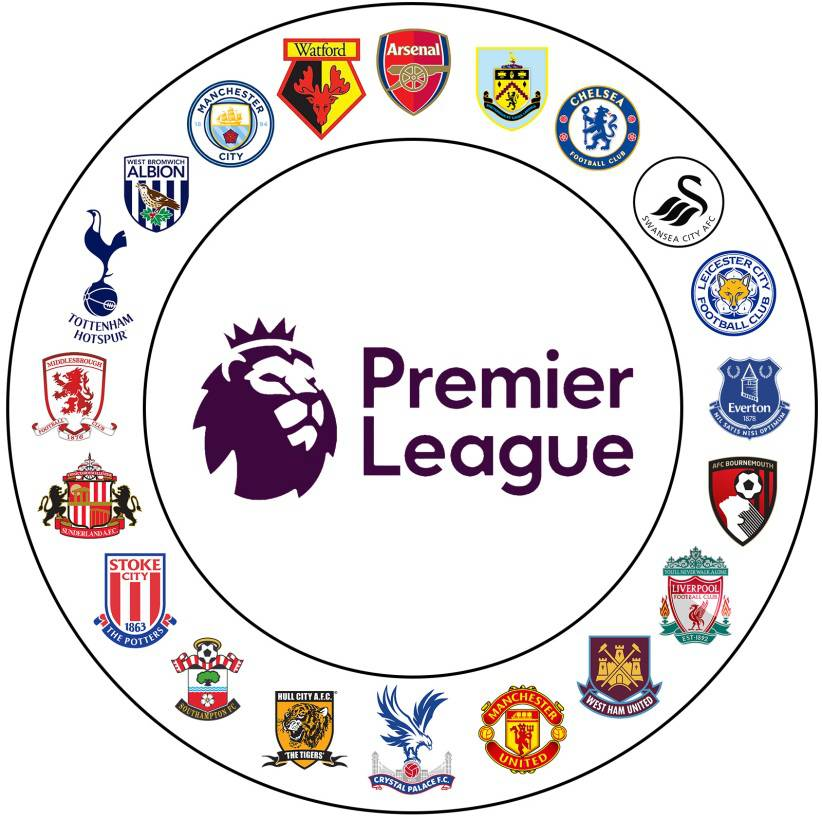 Premier
League
Arsenal
CHELSEA
FOOTBALL CLUB
SWANSEA CITY AFC
LEICESTER CITY
FOOTBALL CLUB
Everton
1878
NIL SATIS NISI OPTIMUM
AFC BOURNEMOUTH
YOU'LL NEVER WALK ALONE
LIVERPOOL
FOOTBALL CLUB
EST·1892
WEST HAM UNITED
MANCHESTER
UNITED
CRYSTAL PALACE F.C.
HULL CITY A.F.C.
'THE TIGERS'
SOUTHAMPTON FC
STOKE
CITY
1863
THE POTTERS
SUNDERLAND A.F.C.
MIDDLESBROUGH
FOOTBALL CLUB
1876
TOTTENHAM
HOTSPUR
WEST BROMWICH
ALBION
MANCHESTER
18 94
CITY
Watford